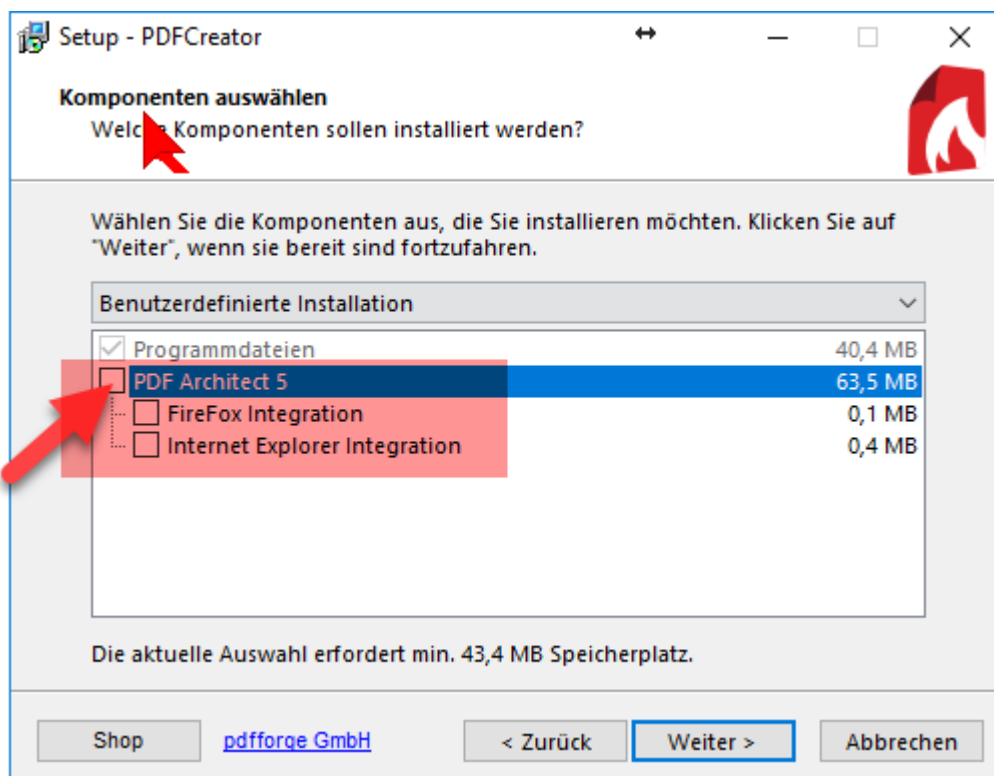 Setup - PDFCreator
Komponenten auswählen
Welche Komponenten sollen installiert werden?
Wählen Sie die Komponenten aus, die Sie installieren möchten. Klicken Sie auf
"Weiter", wenn sie bereit sind fortzufahren.
Benutzerdefinierte Installation
Programmdateien 40,4 MB
PDF Architect 5 63,5 MB
FireFox Integration 0,1 MB
Internet Explorer Integration 0,4 MB
Die aktuelle Auswahl erfordert min. 43,4 MB Speicherplatz.
Shop pdfforge GmbH < Zurück Weiter > Abbrechen